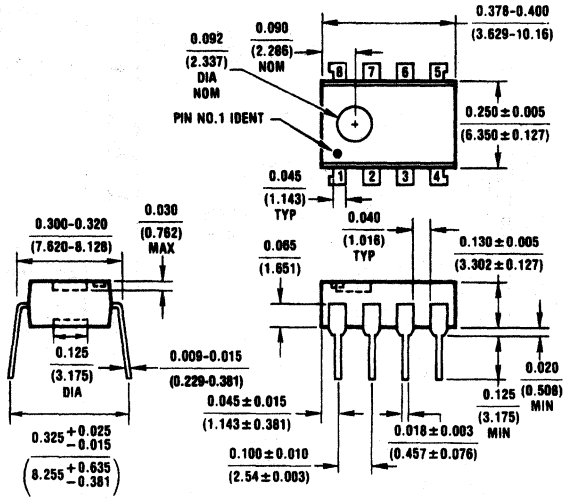 0.092
(2.337)
DIA
NOM
0.090
(2.286)
NOM
0.378-0.400
(3.629-10.16)
8 7 6 5
PIN NO.1 IDENT
0.250 ± 0.005
(6.350 ± 0.127)
1 2 3 4
0.045
(1.143)
TYP
0.300-0.320
(7.620-8.128)
0.030
(0.762)
MAX
0.040
(1.016)
TYP
0.065
(1.651)
0.130 ± 0.005
(3.302 ± 0.127)
0.125
(3.175)
DIA
0.009-0.015
(0.229-0.381)
0.020
(0.508)
MIN
0.125
(3.175)
MIN
0.045 ± 0.015
(1.143 ± 0.381)
0.325 +0.025 -0.015
(8.255 +0.635 -0.381)
0.018 ± 0.003
(0.457 ± 0.076)
0.100 ± 0.010
(2.54 ± 0.003)